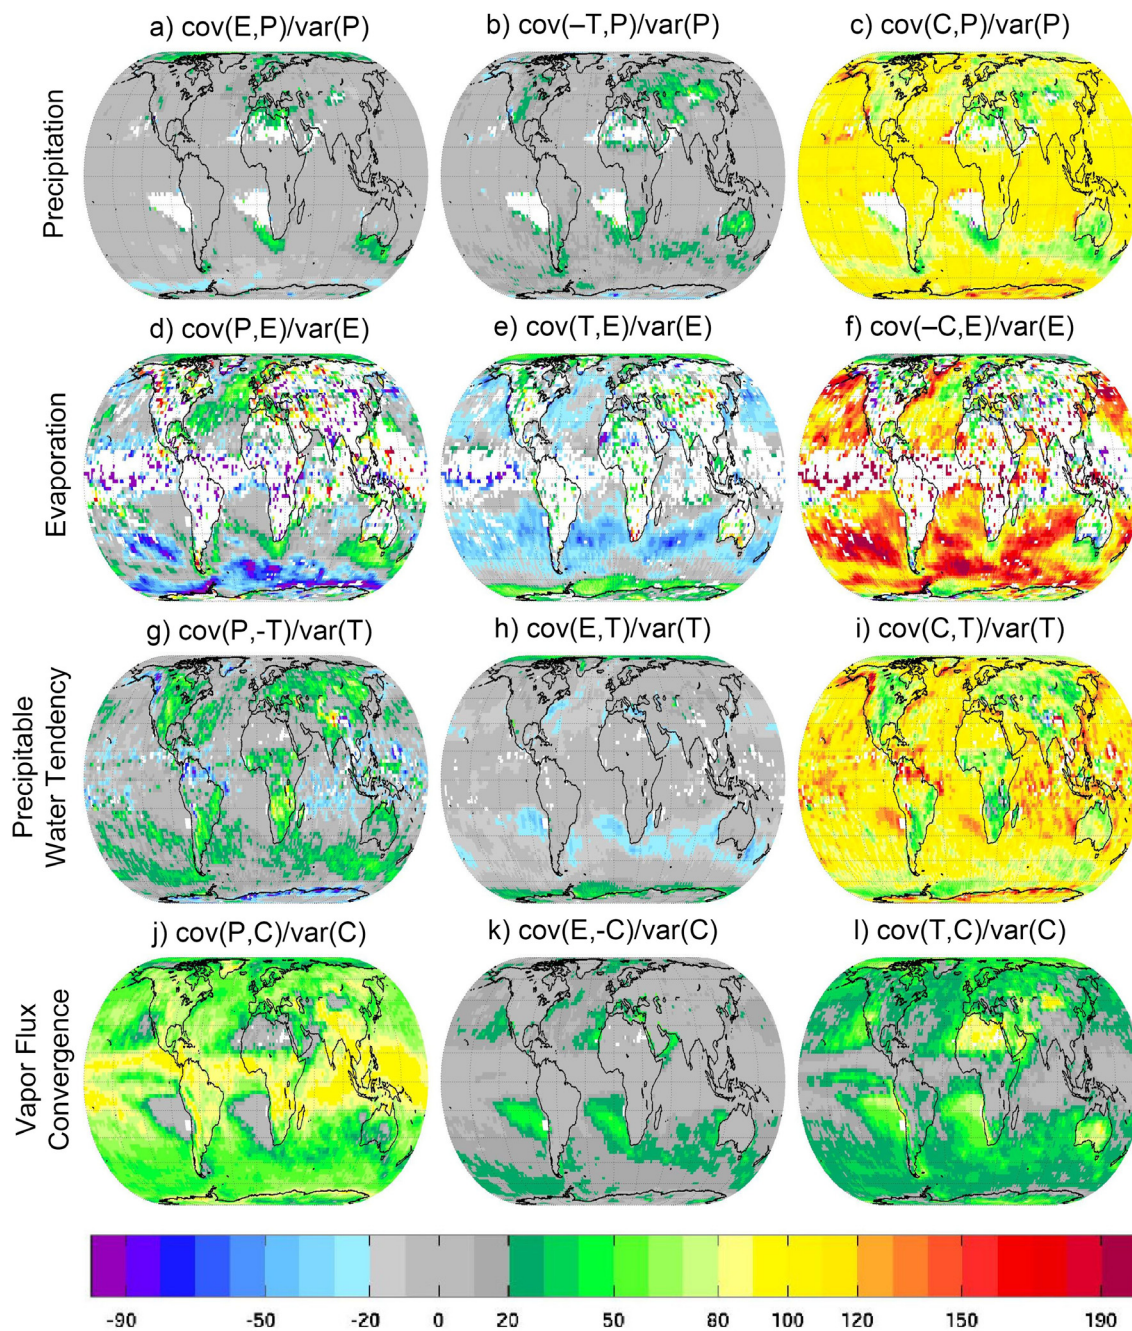 a) cov(E,P)/var(P)
b) cov(–T,P)/var(P)
c) cov(C,P)/var(P)
Precipitation
d) cov(P,E)/var(E)
e) cov(T,E)/var(E)
f) cov(–C,E)/var(E)
Evaporation
g) cov(P,-T)/var(T)
h) cov(E,T)/var(T)
i) cov(C,T)/var(T)
Precipitable
Water Tendency
j) cov(P,C)/var(C)
k) cov(E,-C)/var(C)
l) cov(T,C)/var(C)
Vapor Flux
Convergence
-90 -50 -20 0 20 50 80 100 120 150 190